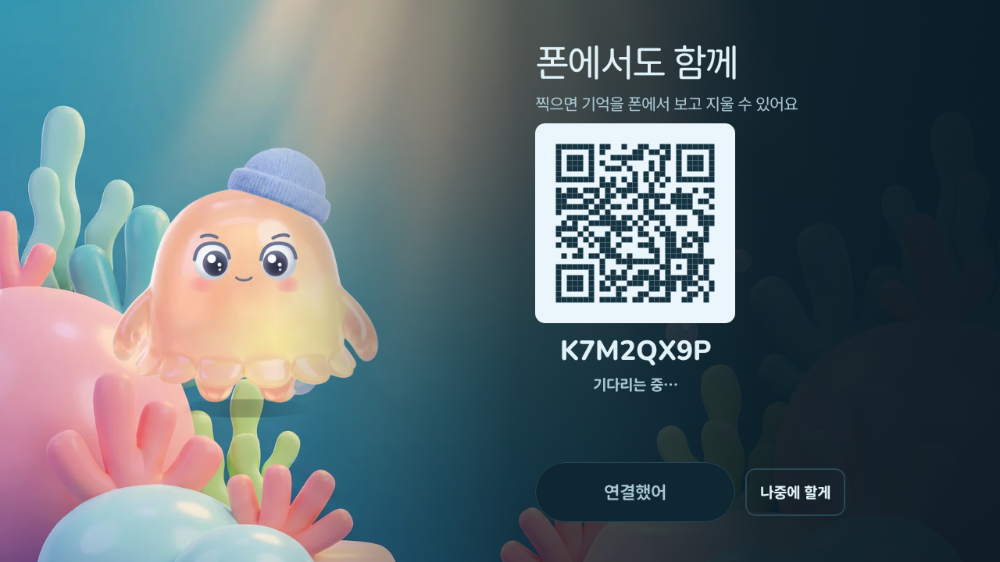 폰에서도 함께
찍으면 기억을 폰에서 보고 지울 수 있어요
K7M2QX9P
기다리는 중···
연결했어
나중에 할게